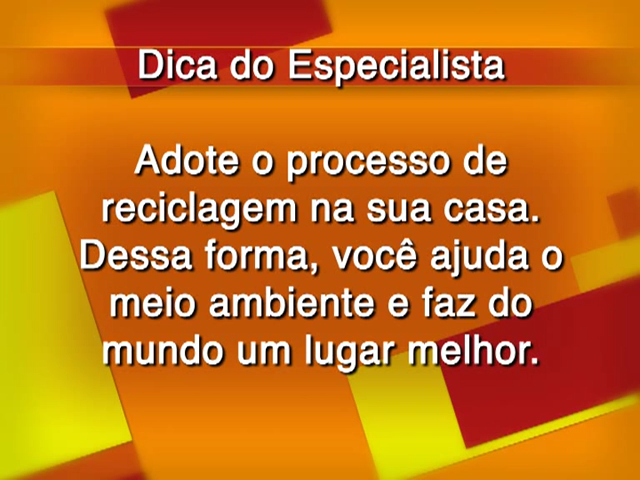 Dica do Especialista
Adote o processo de
reciclagem na sua casa.
Dessa forma, você ajuda o
meio ambiente e faz do
mundo um lugar melhor.